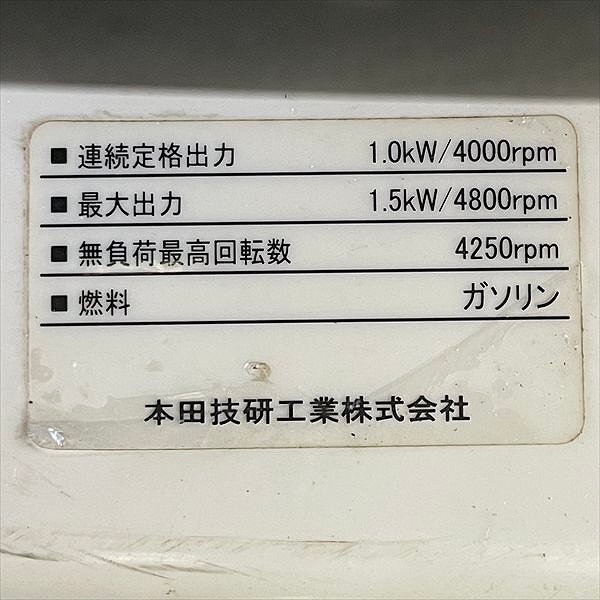 ■ 連続定格出力 1.0kW/4000rpm
■ 最大出力 1.5kW/4800rpm
■ 無負荷最高回転数 4250rpm
■ 燃料 ガソリン
本田技研工業株式会社